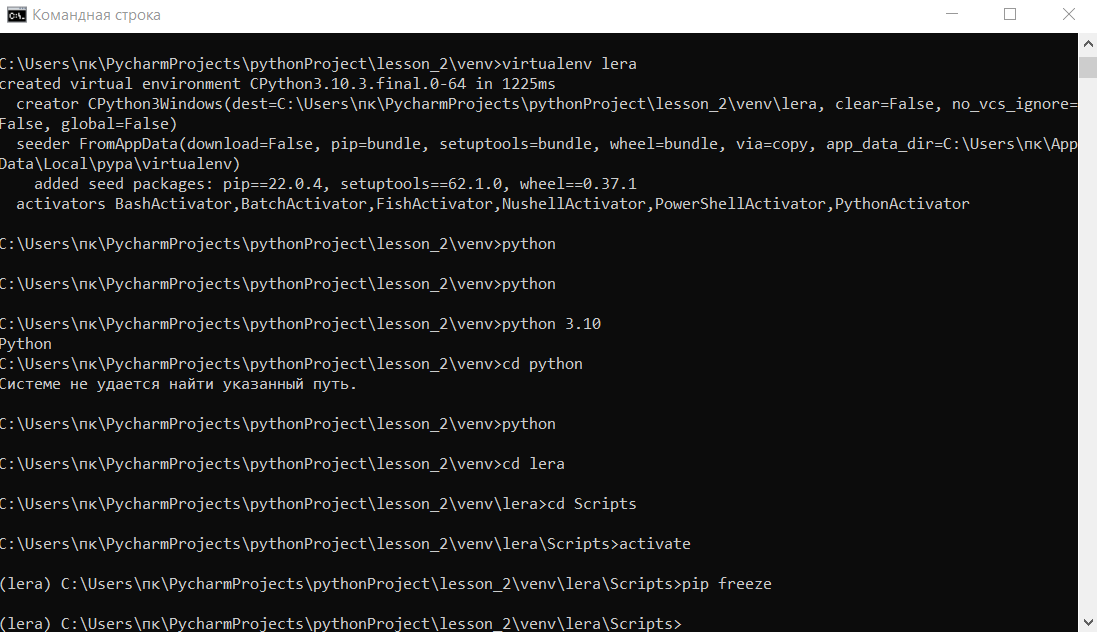 Командная строка
C:\Users\пк\PycharmProjects\pythonProject\lesson_2\venv>virtualenv lera
created virtual environment CPython3.10.3.final.0-64 in 1225ms
  creator CPython3Windows(dest=C:\Users\пк\PycharmProjects\pythonProject\lesson_2\venv\lera, clear=False, no_vcs_ignore=
False, global=False)
  seeder FromAppData(download=False, pip=bundle, setuptools=bundle, wheel=bundle, via=copy, app_data_dir=C:\Users\пк\App
Data\Local\pypa\virtualenv)
    added seed packages: pip==22.0.4, setuptools==62.1.0, wheel==0.37.1
  activators BashActivator,BatchActivator,FishActivator,NushellActivator,PowerShellActivator,PythonActivator
C:\Users\пк\PycharmProjects\pythonProject\lesson_2\venv>python
C:\Users\пк\PycharmProjects\pythonProject\lesson_2\venv>python
C:\Users\пк\PycharmProjects\pythonProject\lesson_2\venv>python 3.10
Python
C:\Users\пк\PycharmProjects\pythonProject\lesson_2\venv>cd python
Системе не удается найти указанный путь.
C:\Users\пк\PycharmProjects\pythonProject\lesson_2\venv>python
C:\Users\пк\PycharmProjects\pythonProject\lesson_2\venv>cd lera
C:\Users\пк\PycharmProjects\pythonProject\lesson_2\venv\lera>cd Scripts
C:\Users\пк\PycharmProjects\pythonProject\lesson_2\venv\lera\Scripts>activate
(lera) C:\Users\пк\PycharmProjects\pythonProject\lesson_2\venv\lera\Scripts>pip freeze
(lera) C:\Users\пк\PycharmProjects\pythonProject\lesson_2\venv\lera\Scripts>